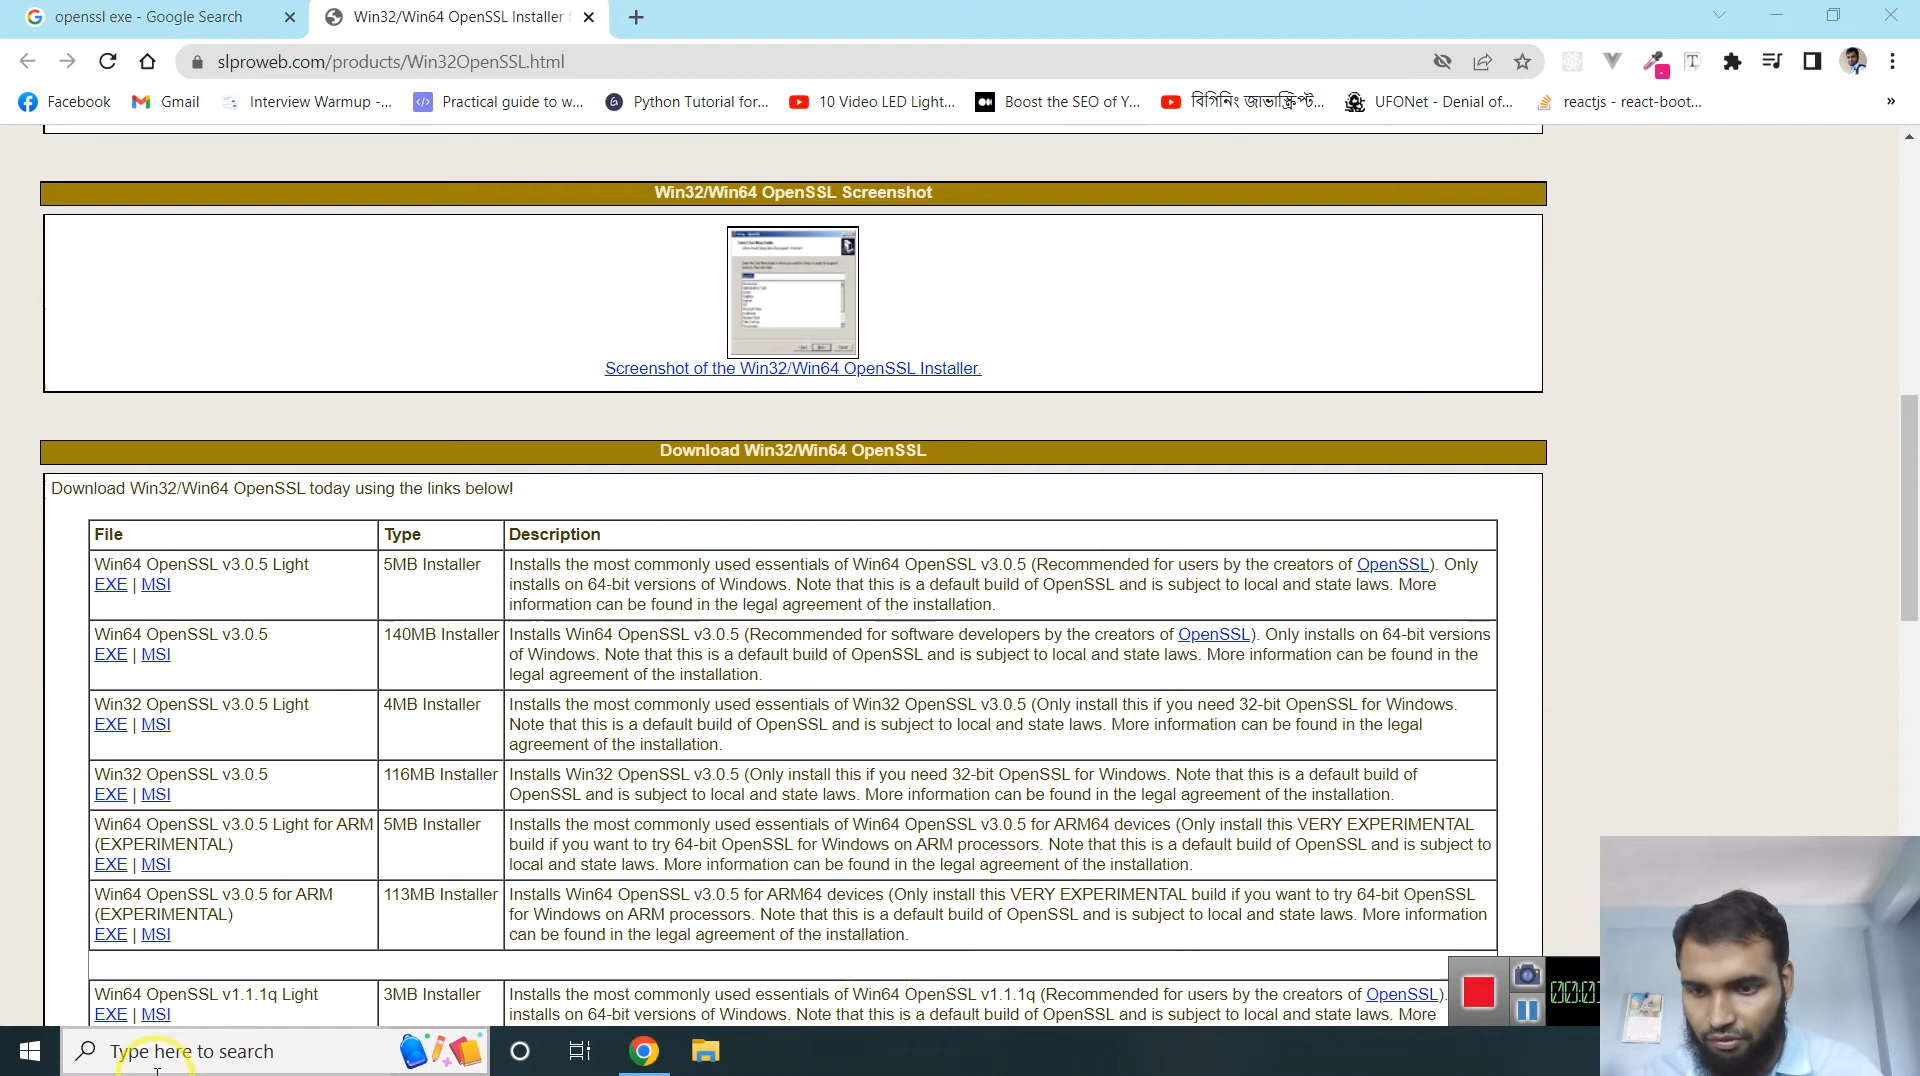 openssl exe - Google Search
Win32/Win64 OpenSSL Installer f
slproweb.com/products/Win32OpenSSL.html
Facebook
Gmail
Interview Warmup -...
Practical guide to w...
Python Tutorial for...
10 Video LED Light...
Boost the SEO of Y...
বিগিনিং জাভাস্ক্রিপ্ট...
UFONet - Denial of...
reactjs - react-boot...
»
Win32/Win64 OpenSSL Screenshot
Screenshot of the Win32/Win64 OpenSSL Installer.
Download Win32/Win64 OpenSSL
Download Win32/Win64 OpenSSL today using the links below!
File Type Description
Win64 OpenSSL v3.0.5 Light
EXE | MSI
5MB Installer
Installs the most commonly used essentials of Win64 OpenSSL v3.0.5 (Recommended for users by the creators of OpenSSL). Only
installs on 64-bit versions of Windows. Note that this is a default build of OpenSSL and is subject to local and state laws. More
information can be found in the legal agreement of the installation.
Win64 OpenSSL v3.0.5
EXE | MSI
140MB Installer
Installs Win64 OpenSSL v3.0.5 (Recommended for software developers by the creators of OpenSSL). Only installs on 64-bit versions
of Windows. Note that this is a default build of OpenSSL and is subject to local and state laws. More information can be found in the
legal agreement of the installation.
Win32 OpenSSL v3.0.5 Light
EXE | MSI
4MB Installer
Installs the most commonly used essentials of Win32 OpenSSL v3.0.5 (Only install this if you need 32-bit OpenSSL for Windows.
Note that this is a default build of OpenSSL and is subject to local and state laws. More information can be found in the legal
agreement of the installation.
Win32 OpenSSL v3.0.5
EXE | MSI
116MB Installer
Installs Win32 OpenSSL v3.0.5 (Only install this if you need 32-bit OpenSSL for Windows. Note that this is a default build of
OpenSSL and is subject to local and state laws. More information can be found in the legal agreement of the installation.
Win64 OpenSSL v3.0.5 Light for ARM
(EXPERIMENTAL)
EXE | MSI
5MB Installer
Installs the most commonly used essentials of Win64 OpenSSL v3.0.5 for ARM64 devices (Only install this VERY EXPERIMENTAL
build if you want to try 64-bit OpenSSL for Windows on ARM processors. Note that this is a default build of OpenSSL and is subject to
local and state laws. More information can be found in the legal agreement of the installation.
Win64 OpenSSL v3.0.5 for ARM
(EXPERIMENTAL)
EXE | MSI
113MB Installer
Installs Win64 OpenSSL v3.0.5 for ARM64 devices (Only install this VERY EXPERIMENTAL build if you want to try 64-bit OpenSSL
for Windows on ARM processors. Note that this is a default build of OpenSSL and is subject to local and state laws. More information
can be found in the legal agreement of the installation.
Win64 OpenSSL v1.1.1q Light
EXE | MSI
3MB Installer
Installs the most commonly used essentials of Win64 OpenSSL v1.1.1q (Recommended for users by the creators of OpenSSL).
installs on 64-bit versions of Windows. Note that this is a default build of OpenSSL and is subject to local and state laws. More
Type here to search